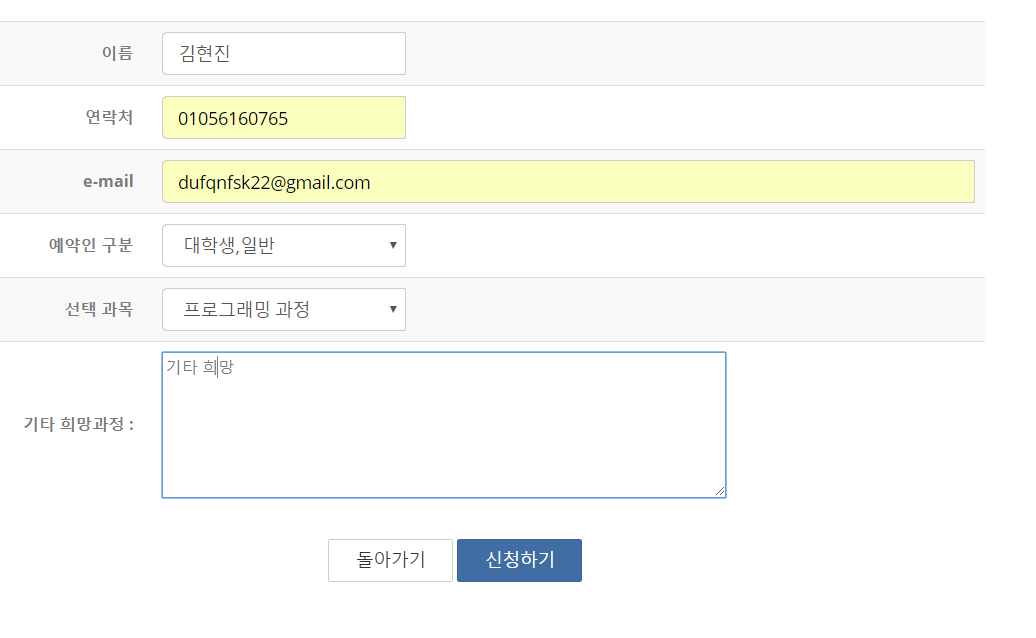 이름 김현진
연락처 01056160765
e-mail dufqnfsk22@gmail.com
예약인 구분 대학생,일반
선택 과목 프로그래밍 과정
기타 희망
기타 희망과정 :
돌아가기 신청하기